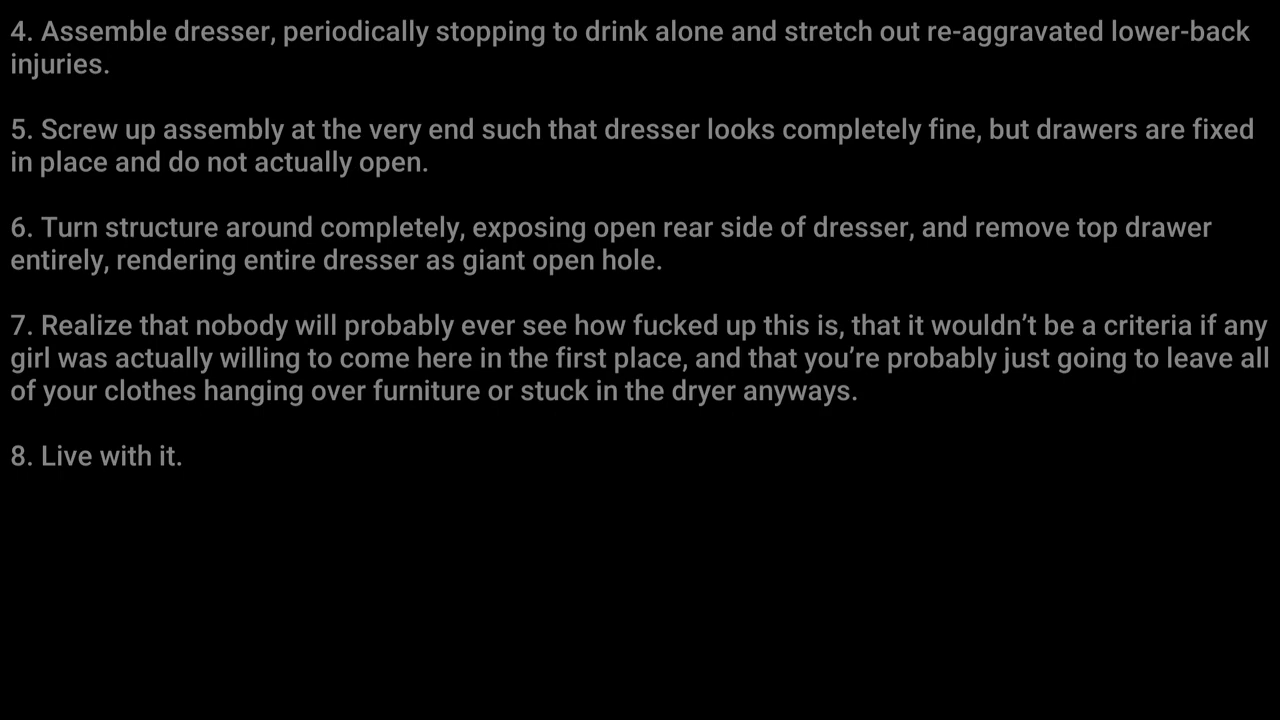 4. Assemble dresser, periodically stopping to drink alone and stretch out re-aggravated lower-back
injuries.
5. Screw up assembly at the very end such that dresser looks completely fine, but drawers are fixed
in place and do not actually open.
6. Turn structure around completely, exposing open rear side of dresser, and remove top drawer
entirely, rendering entire dresser as giant open hole.
7. Realize that nobody will probably ever see how fucked up this is, that it wouldn’t be a criteria if any
girl was actually willing to come here in the first place, and that you’re probably just going to leave all
of your clothes hanging over furniture or stuck in the dryer anyways.
8. Live with it.